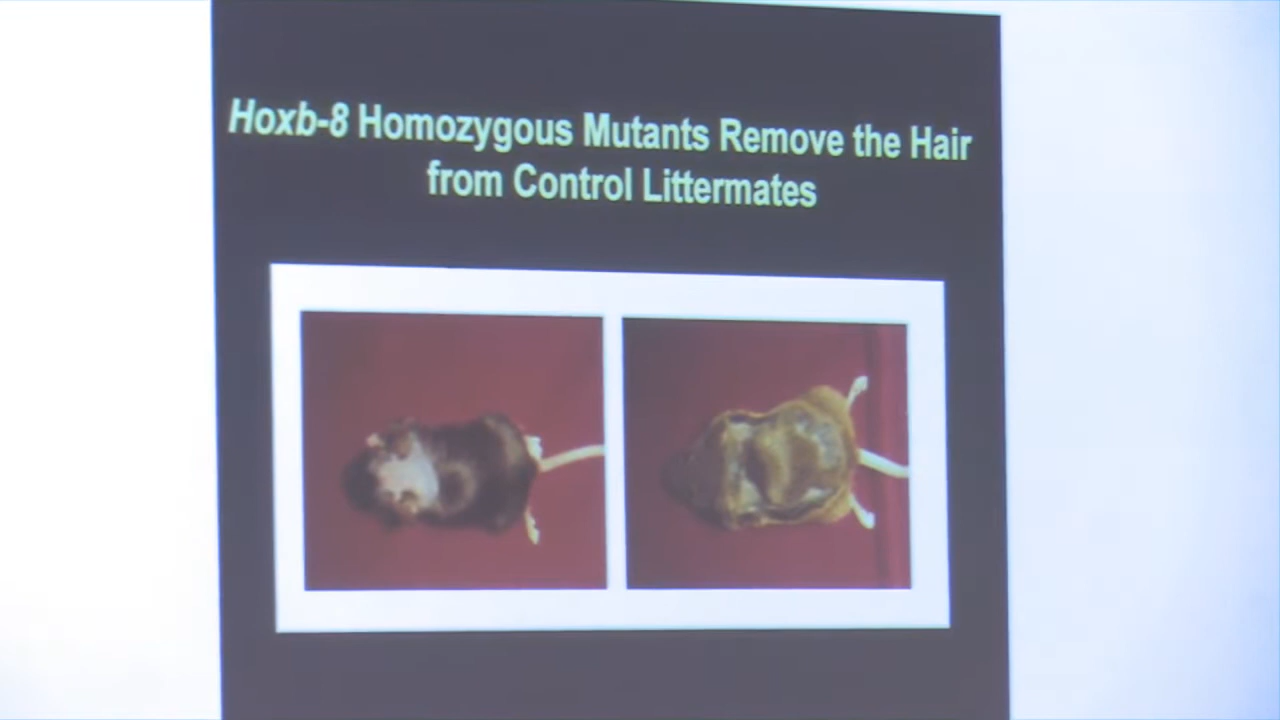 Hoxb-8 Homozygous Mutants Remove the Hair
from Control Littermates